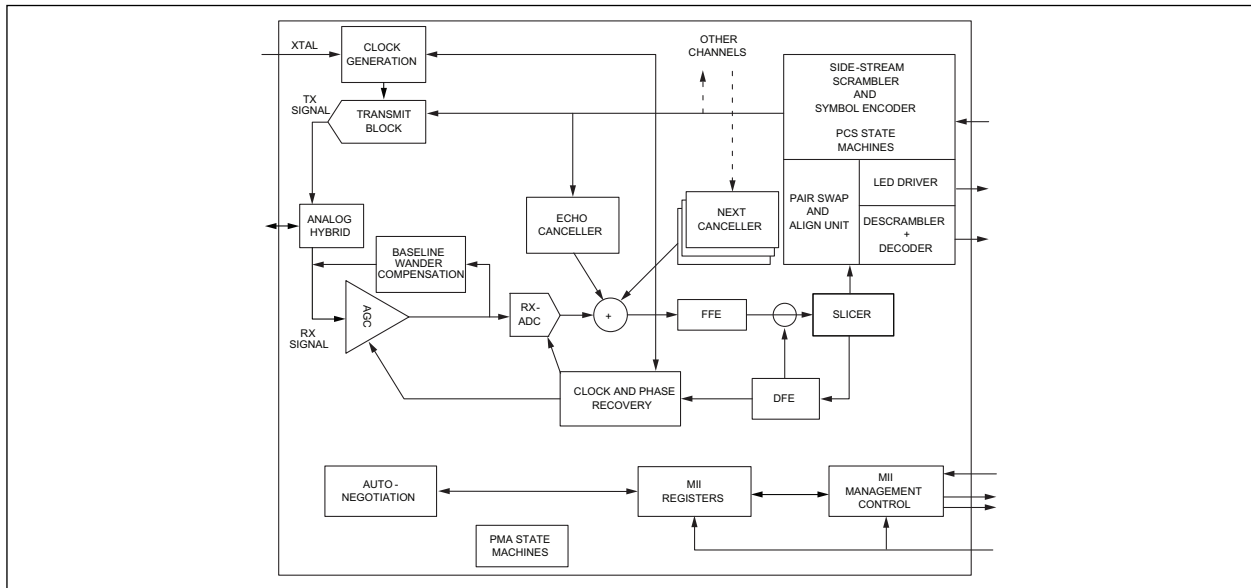 XTAL
CLOCK
GENERATION
OTHER
CHANNELS
SIDE-STREAM
SCRAMBLER
AND
SYMBOL ENCODER
PCS STATE
MACHINES
TX
SIGNAL
TRANSMIT
BLOCK
LED DRIVER
PAIR SWAP
AND
ALIGN UNIT
DESCRAMBLER
+
DECODER
ANALOG
HYBRID
ECHO
CANCELLER
NEXT
CANCELLER
BASELINE
WANDER
COMPENSATION
AGC
RX-
ADC
+
FFE
SLICER
RX
SIGNAL
CLOCK AND PHASE
RECOVERY
DFE
AUTO-
NEGOTIATION
MII
REGISTERS
MII
MANAGEMENT
CONTROL
PMA STATE
MACHINES